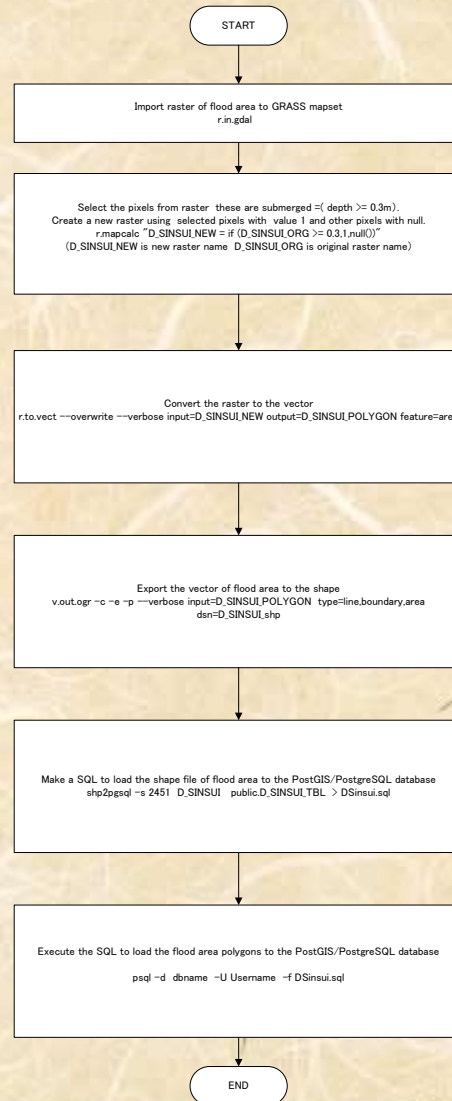 START
Import raster of flood area to GRASS mapset
r.in.gdal
Select the pixels from raster these are submerged =( depth >= 0.3m).
Create a new raster using selected pixels with value 1 and other pixels with null.
r.mapcalc "D_SINSUI_NEW = if (D_SINSUI_ORG >= 0.3,1,null())"
(D_SINSUI_NEW is new raster name D_SINSUI_ORG is original raster name)
Convert the raster to the vector
r.to.vect --overwrite --verbose input=D_SINSUI_NEW output=D_SINSUI_POLYGON feature=are
Export the vector of flood area to the shape
v.out.ogr -c -e -p --verbose input=D_SINSUI_POLYGON type=line,boundary,area
dsn=D_SINSUI_shp
Make a SQL to load the shape file of flood area to the PostGIS/PostgreSQL database
shp2pgsql -s 2451 D_SINSUI public.D_SINSUI_TBL > DSinsui.sql
Execute the SQL to load the flood area polygons to the PostGIS/PostgreSQL database
psql -d dbname -U Username -f DSinsui.sql
END